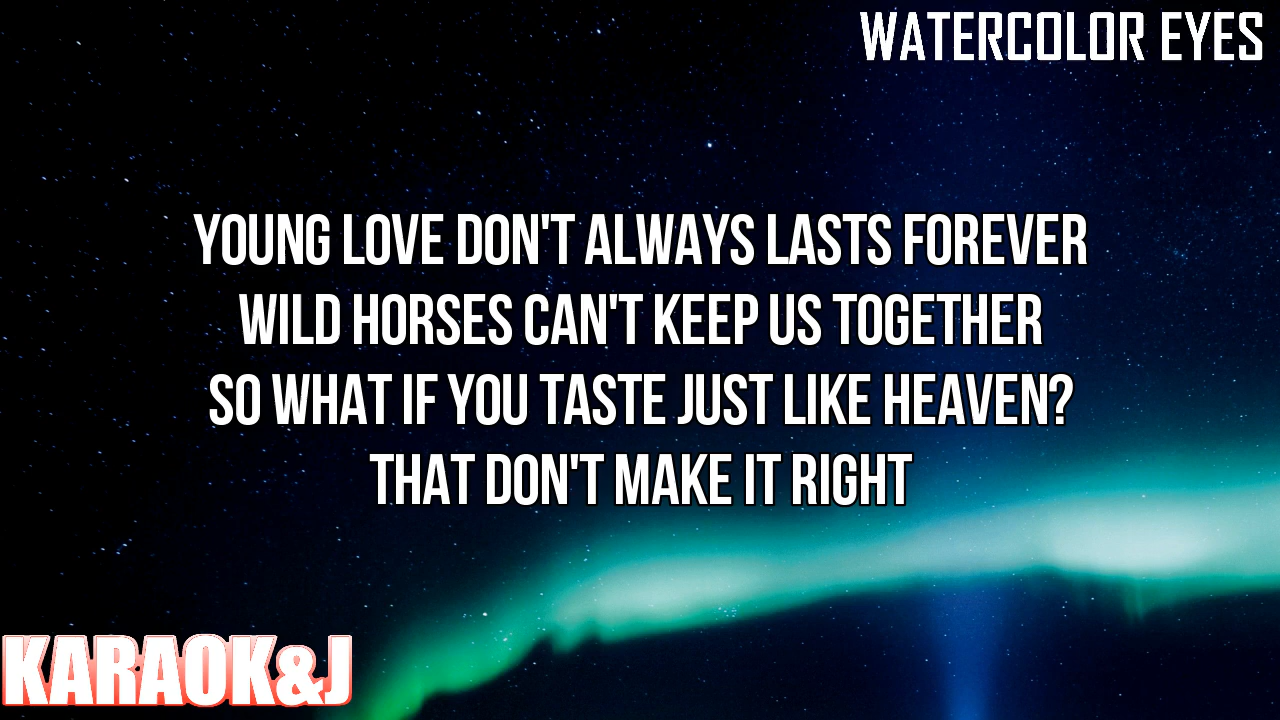 WATERCOLOR EYES
YOUNG LOVE DON'T ALWAYS LASTS FOREVER
WILD HORSES CAN'T KEEP US TOGETHER
SO WHAT IF YOU TASTE JUST LIKE HEAVEN?
THAT DON'T MAKE IT RIGHT
KARAOK&J